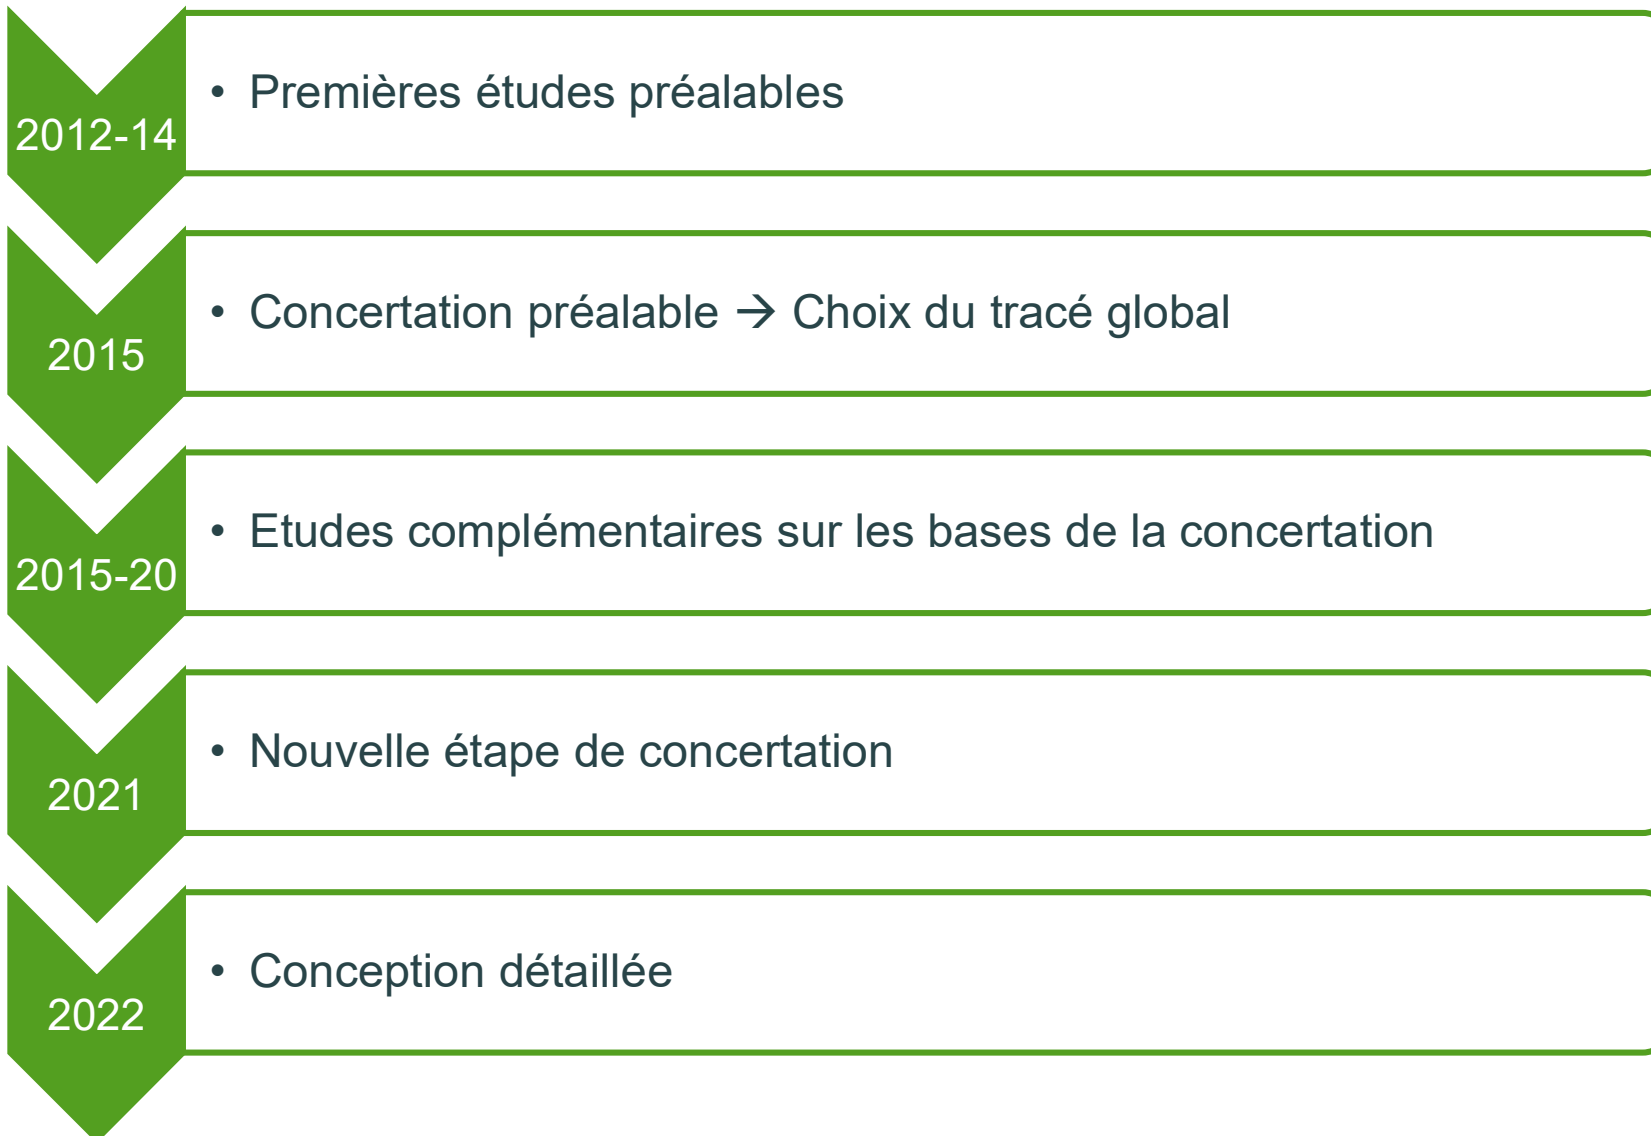 2012-14
• Premières études préalables
2015
• Concertation préalable → Choix du tracé global
2015-20
• Etudes complémentaires sur les bases de la concertation
2021
• Nouvelle étape de concertation
2022
• Conception détaillée